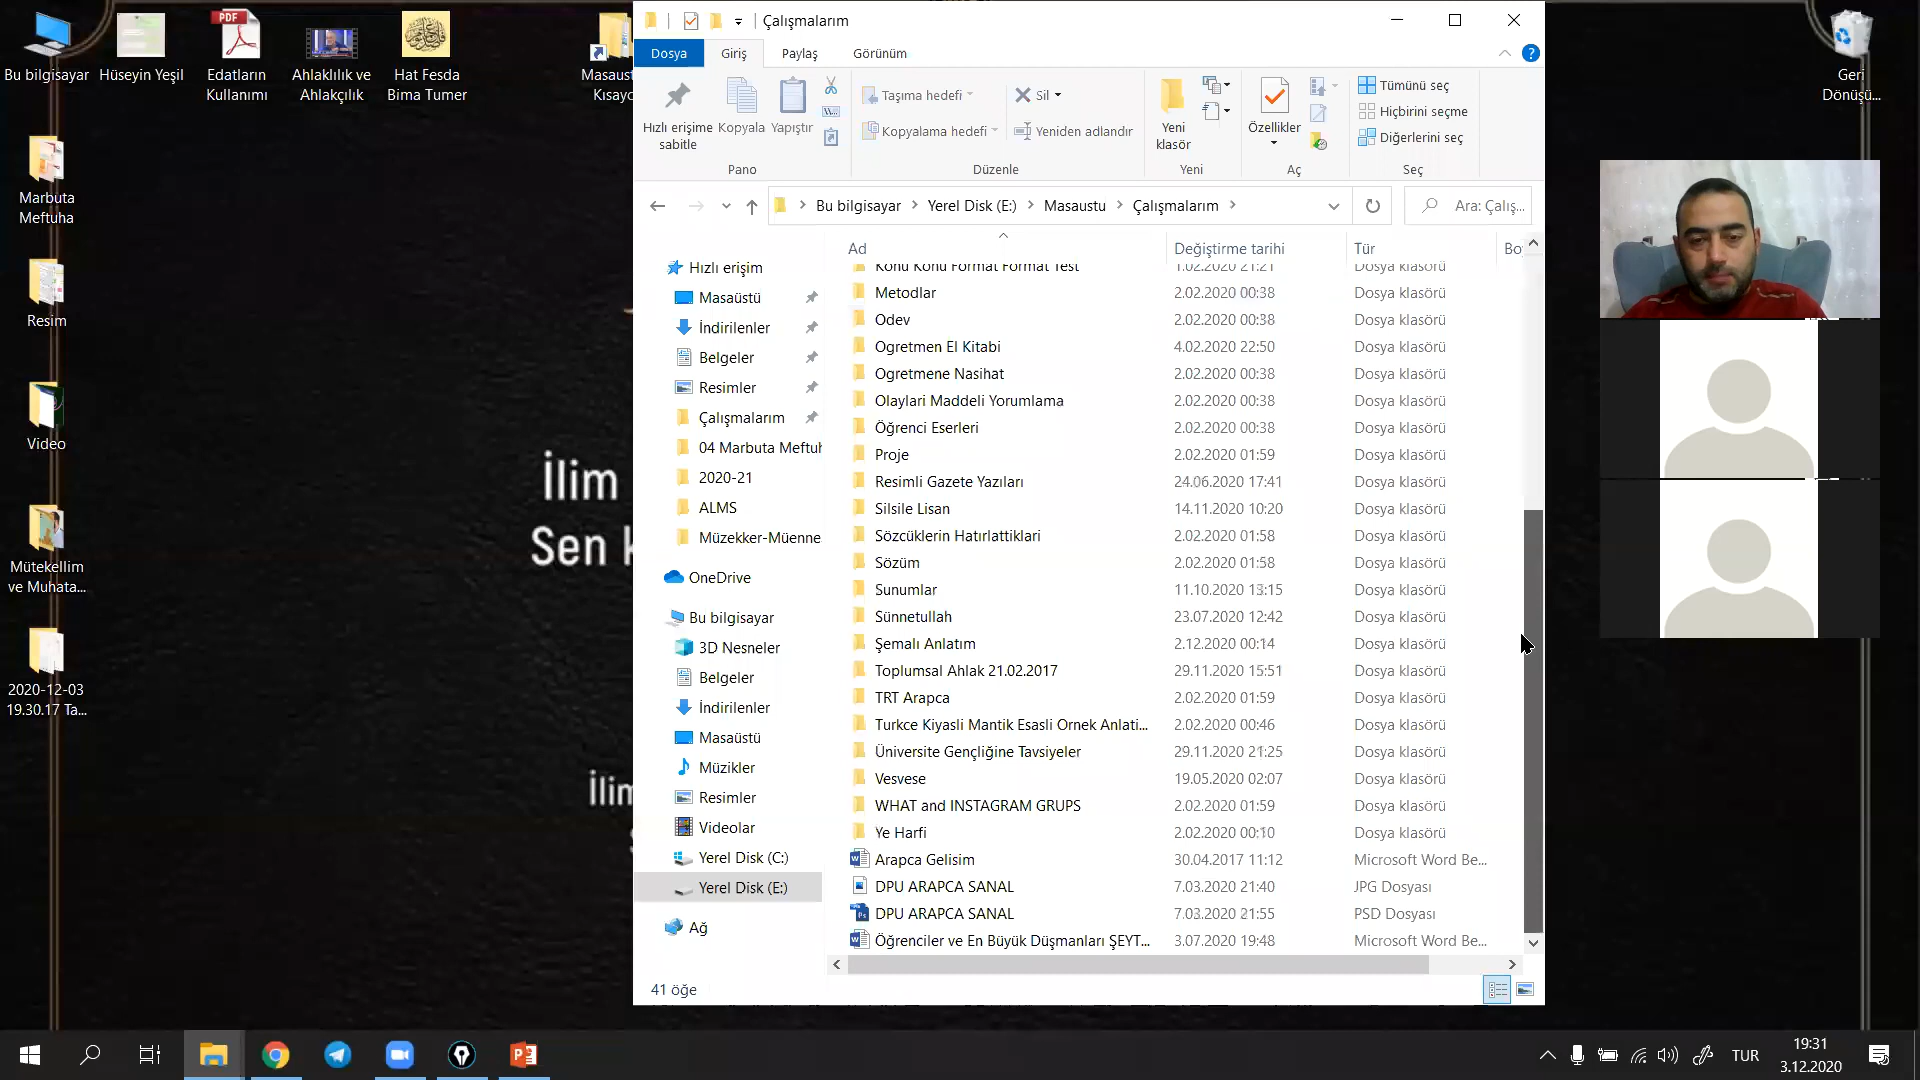 Bu bilgisayar
Hüseyin Yeşil
Edatların
Kullanımı
Ahlaklılık ve
Ahlakçılık
Hat Fesda
Bima Tumer
PDF
Marbuta
Meftuha
Resim
Video
Mütekellim
ve Muhata...
2020-12-03
19.30.17 Ta...
İlim
Sen
İlim
Geri
Dönüşü...
Çalışmalarım
Dosya
Giriş
Paylaş
Görünüm
Hızlı erişime
sabitle
Kopyala
Yapıştır
Taşıma hedefi
Kopyalama hedefi
Sil
Yeniden adlandır
Yeni
klasör
Özellikler
Tümünü seç
Hiçbirini seçme
Diğerlerini seç
Pano
Düzenle
Yeni
Aç
Seç
Bu bilgisayar
Yerel Disk (E:)
Masaustu
Çalışmalarım
Ara: Çalış...
Hızlı erişim
Masaüstü
İndirilenler
Belgeler
Resimler
Çalışmalarım
04 Marbuta Meftuh
2020-21
ALMS
Müzekker-Müenne
OneDrive
Bu bilgisayar
3D Nesneler
Belgeler
İndirilenler
Masaüstü
Müzikler
Resimler
Videolar
Yerel Disk (C:)
Yerel Disk (E:)
Ağ
Ad Değiştirme tarihi Tür
Konu Konu Format Format Test 1.02.2020 21:21 Dosya klasörü
Metodlar 2.02.2020 00:38 Dosya klasörü
Odev 2.02.2020 00:38 Dosya klasörü
Ogretmen El Kitabi 4.02.2020 22:50 Dosya klasörü
Ogretmene Nasihat 2.02.2020 00:38 Dosya klasörü
Olaylari Maddeli Yorumlama 2.02.2020 00:38 Dosya klasörü
Öğrenci Eserleri 2.02.2020 00:38 Dosya klasörü
Proje 2.02.2020 01:59 Dosya klasörü
Resimli Gazete Yazıları 24.06.2020 17:41 Dosya klasörü
Silsile Lisan 14.11.2020 10:20 Dosya klasörü
Sözcüklerin Hatırlattiklari 2.02.2020 01:58 Dosya klasörü
Sözüm 2.02.2020 01:58 Dosya klasörü
Sunumlar 11.10.2020 13:15 Dosya klasörü
Sünnetullah 23.07.2020 12:42 Dosya klasörü
Şemalı Anlatım 2.12.2020 00:14 Dosya klasörü
Toplumsal Ahlak 21.02.2017 29.11.2020 15:51 Dosya klasörü
TRT Arapca 2.02.2020 01:59 Dosya klasörü
Turkce Kiyasli Mantik Esasli Ornek Anlati... 2.02.2020 00:46 Dosya klasörü
Üniversite Gençliğine Tavsiyeler 29.11.2020 21:25 Dosya klasörü
Vesvese 19.05.2020 02:07 Dosya klasörü
WHAT and INSTAGRAM GRUPS 2.02.2020 01:59 Dosya klasörü
Ye Harfi 2.02.2020 00:10 Dosya klasörü
Arapca Gelisim 30.04.2017 11:12 Microsoft Word Be...
DPU ARAPCA SANAL 7.03.2020 21:40 JPG Dosyası
DPU ARAPCA SANAL 7.03.2020 21:55 PSD Dosyası
Öğrenciler ve En Büyük Düşmanları ŞEYT... 3.07.2020 19:48 Microsoft Word Be...
41 öğe
TUR
19:31
3.12.2020